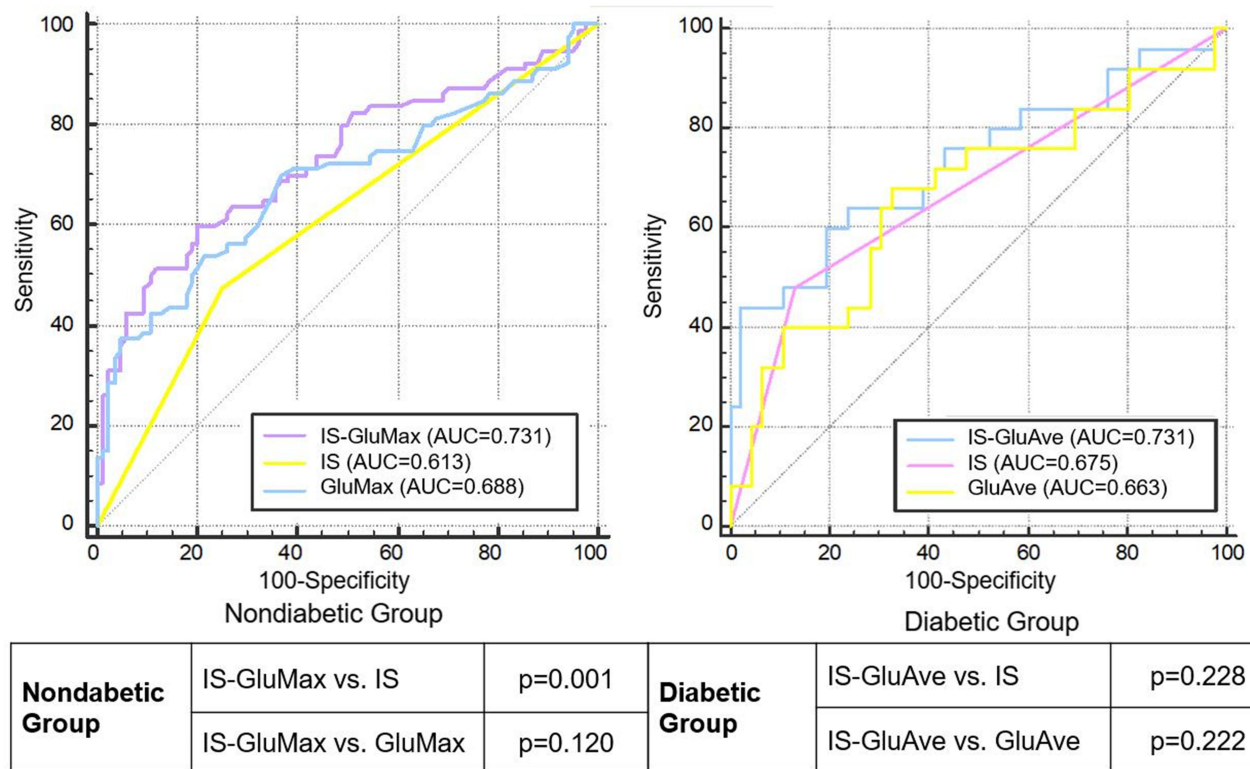 100
80
60
40
20
0
Sensitivity
IS-GluMax (AUC=0.731)
IS (AUC=0.613)
GluMax (AUC=0.688)
0 20 40 60 80 100
100-Specificity
Nondiabetic Group
100
80
60
40
20
0
Sensitivity
IS-GluAve (AUC=0.731)
IS (AUC=0.675)
GluAve (AUC=0.663)
0 20 40 60 80 100
100-Specificity
Diabetic Group
Nondabetic
Group
IS-GluMax vs. IS p=0.001
IS-GluMax vs. GluMax p=0.120
Diabetic
Group
IS-GluAve vs. IS p=0.228
IS-GluAve vs. GluAve p=0.222